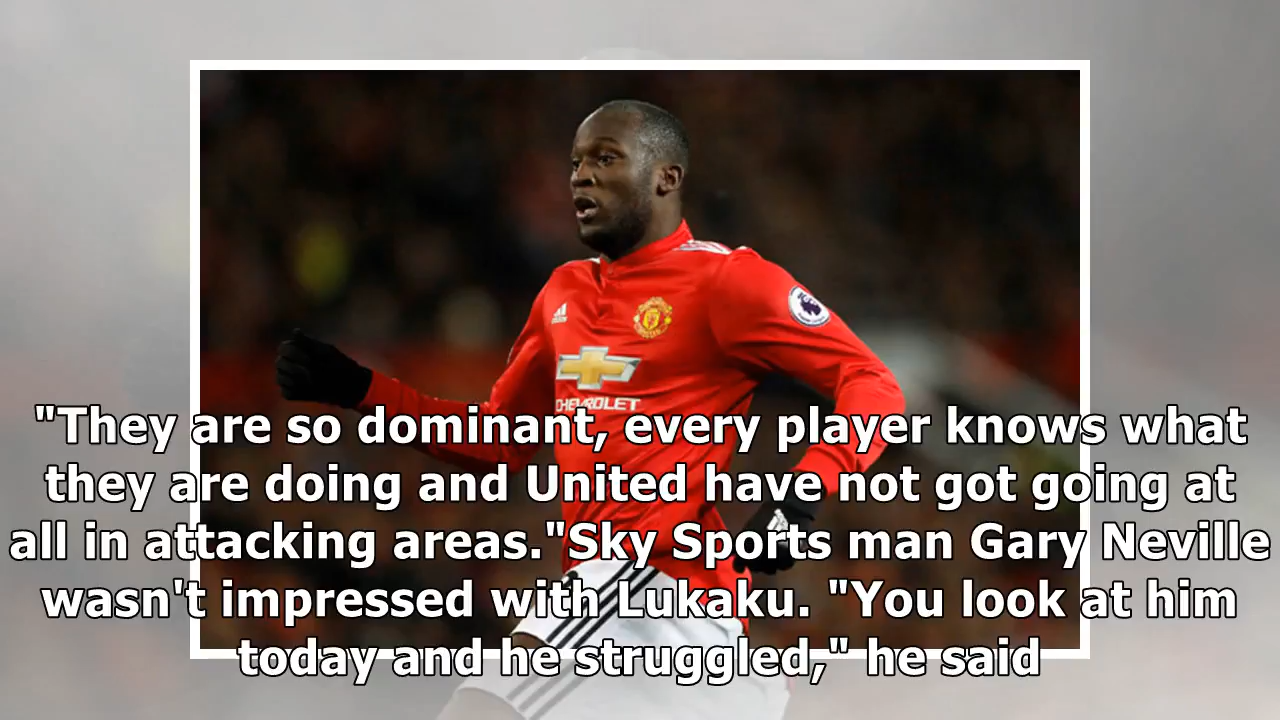 CHEVROLET
"They are so dominant, every player knows what
they are doing and United have not got going at
all in attacking areas."Sky Sports man Gary Neville
wasn't impressed with Lukaku. "You look at him
today and he struggled," he said